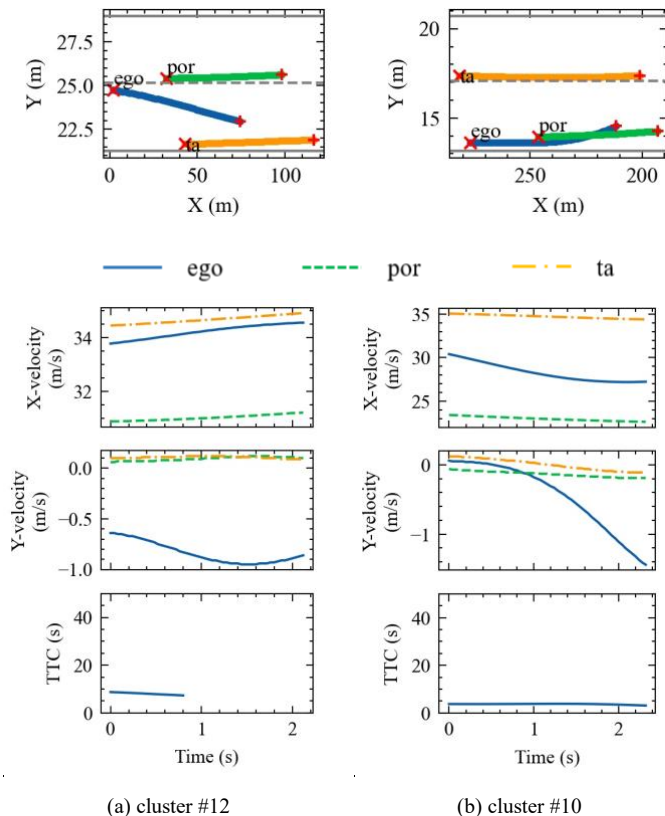 27.5
25.0
22.5
Y (m)
ego
por
ta
0
50
100
X (m)
20
17
14
Y (m)
ta
ego
por
250
200
X (m)
ego
por
ta
34
31
X-velocity
(m/s)
35
30
25
X-velocity
(m/s)
0.0
−0.5
−1.0
Y-velocity
(m/s)
0
−1
Y-velocity
(m/s)
40
20
0
TTC (s)
0
1
2
Time (s)
40
20
0
TTC (s)
0
1
2
Time (s)
(a) cluster #12
(b) cluster #10